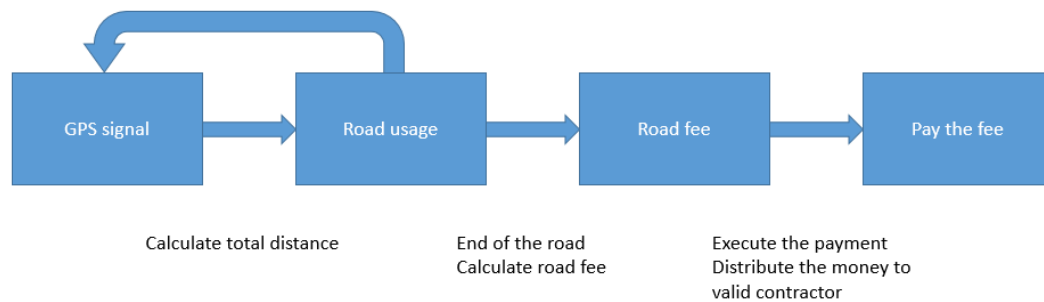 GPS signal
Road usage
Road fee
Pay the fee
Calculate total distance
End of the road
Calculate road fee
Execute the payment
Distribute the money to
valid contractor